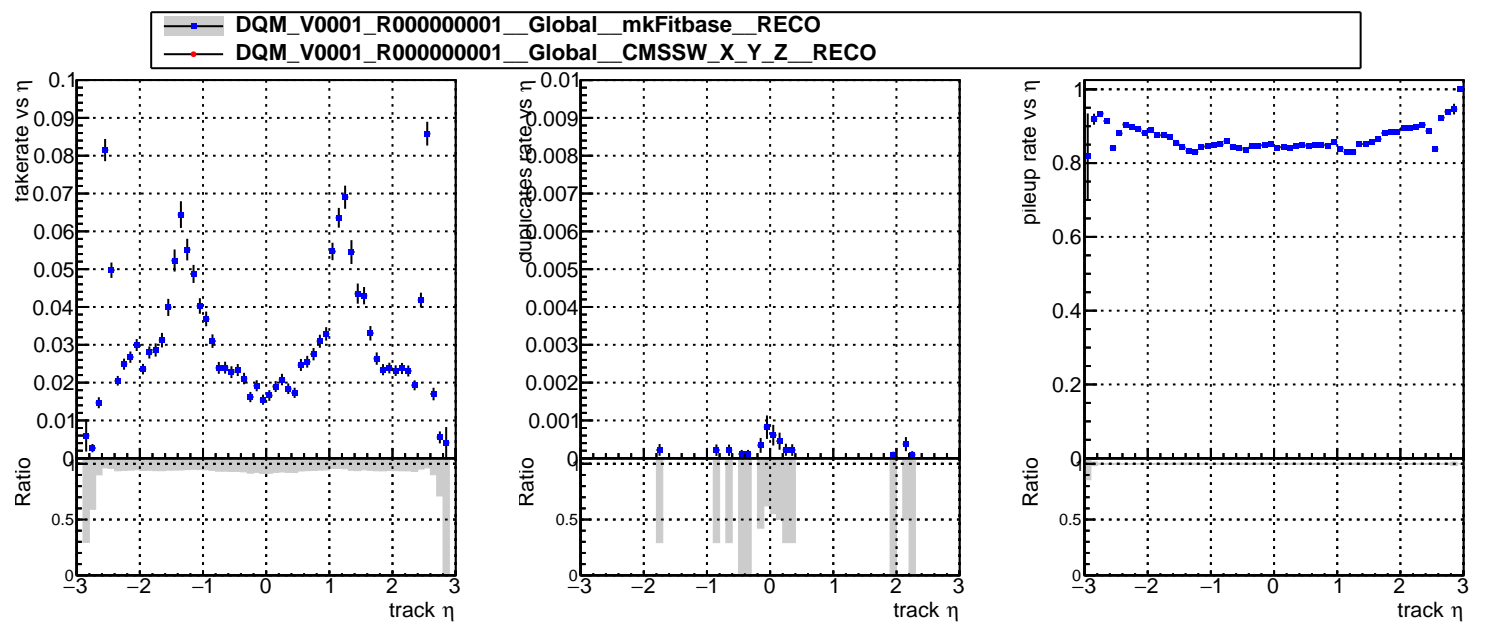 DQM_V0001_R000000001__Global__mkFitbase__RECO
DQM_V0001_R000000001__Global__CMSSW_X_Y_Z__RECO
fakerate vs η
0.1
0.09
0.08
0.07
0.06
0.05
0.04
0.03
0.02
0.01
0
Ratio
1
0.5
0
−3 −2 −1 0 1 2 3
track η
duplicates rate vs η
0.01
0.009
0.008
0.007
0.006
0.005
0.004
0.003
0.002
0.001
0
Ratio
1
0.5
0
−3 −2 −1 0 1 2 3
track η
pileup rate vs η
1
0.8
0.6
0.4
0.2
0
Ratio
1
0.5
0
−3 −2 −1 0 1 2 3
track η